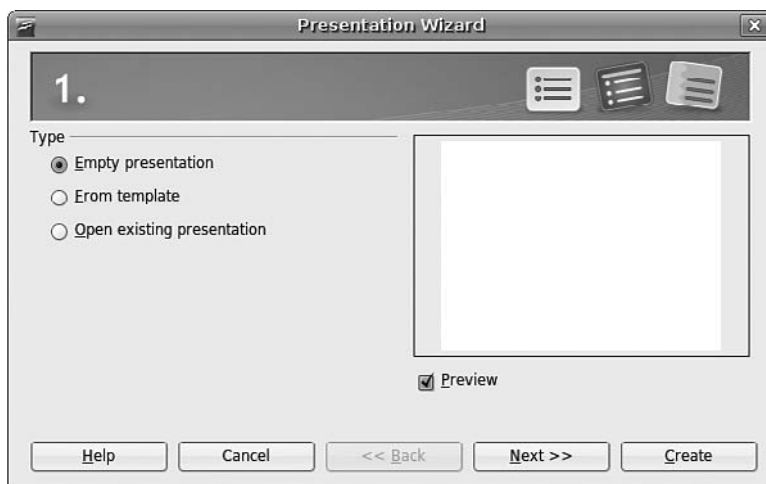 Presentation Wizard
1.
Type
Empty presentation
From template
Open existing presentation
Preview
Help Cancel << Back Next >> Create